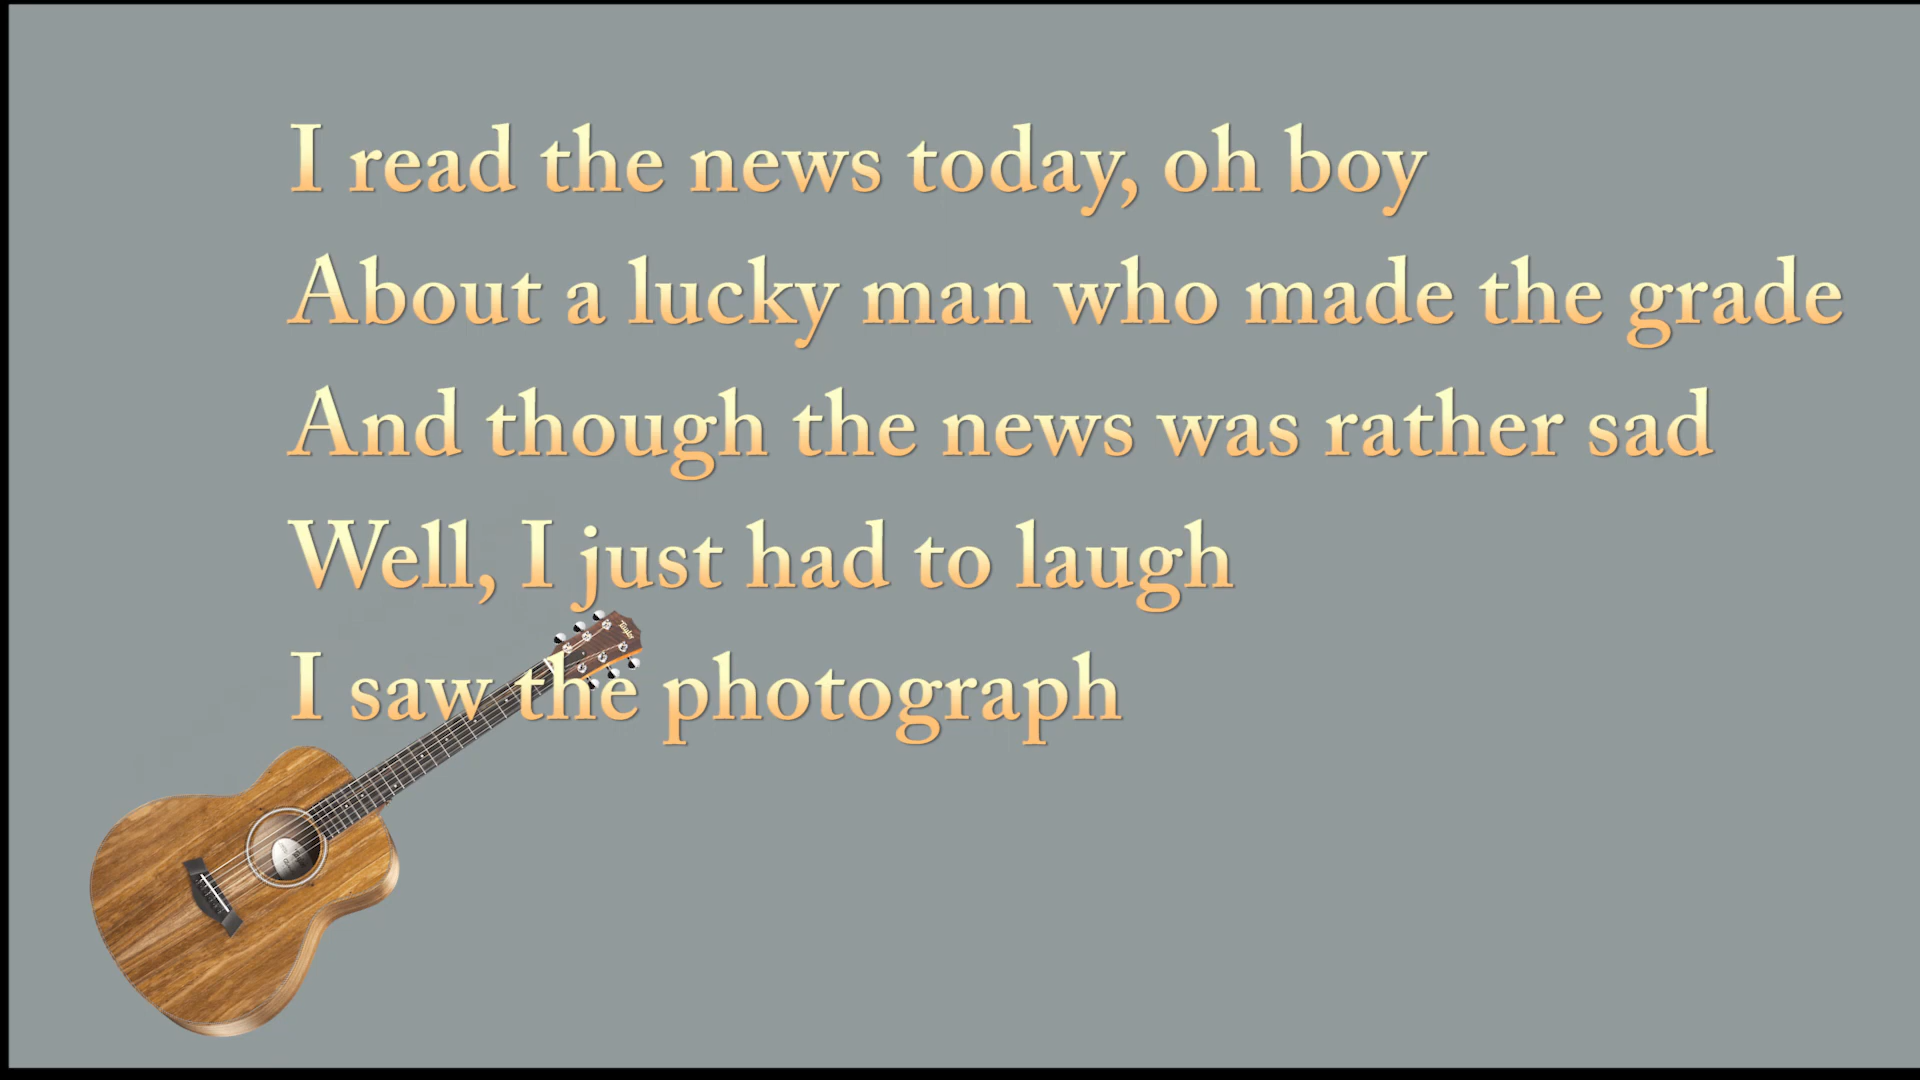 I read the news today, oh boy
About a lucky man who made the grade
And though the news was rather sad
Well, I just had to laugh
I saw the photograph
Taylor